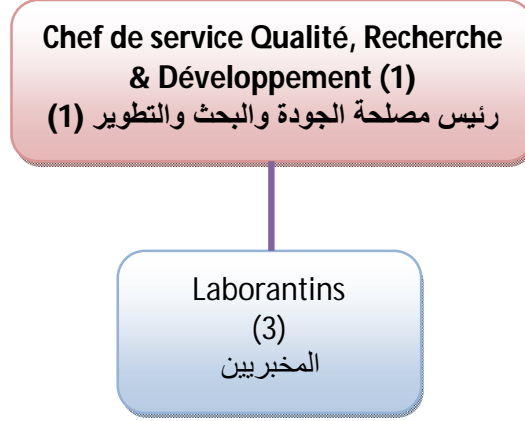 Chef de service Qualité, Recherche
& Développement (1)
رئيس مصلحة الجودة والبحث والتطوير (1)
Laborantins
(3)
المخبريين